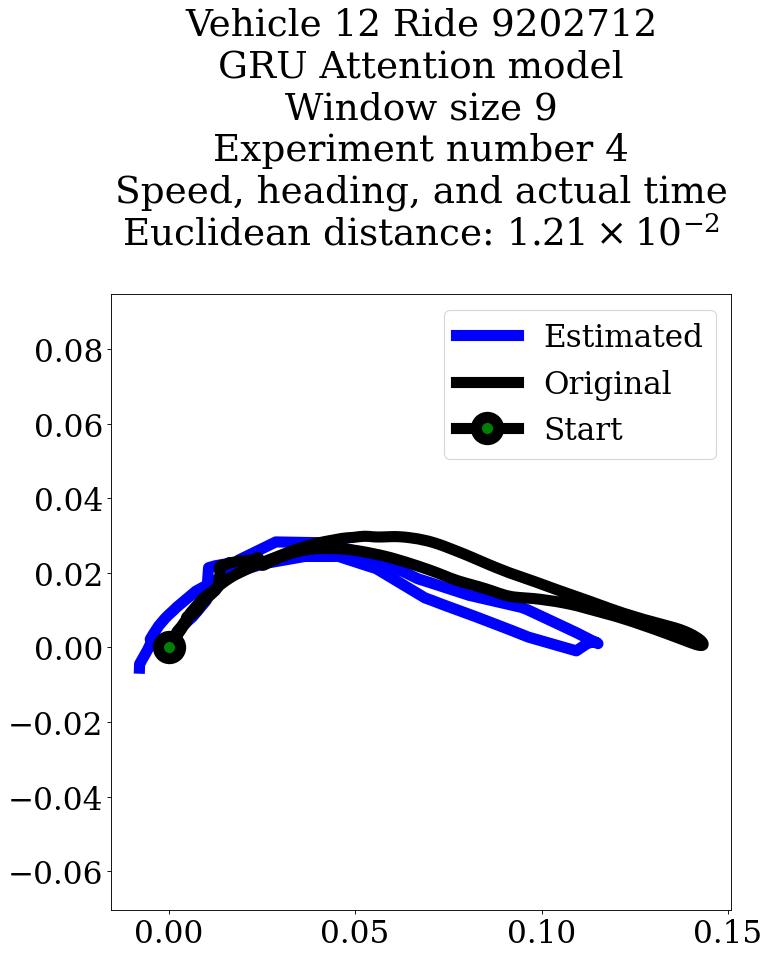 Vehicle 12 Ride 9202712
GRU Attention model
Window size 9
Experiment number 4
Speed, heading, and actual time
Euclidean distance: 1.21 × 10⁻²
Estimated
Original
Start
0.08
0.06
0.04
0.02
0.00
−0.02
−0.04
−0.06
0.00 0.05 0.10 0.15